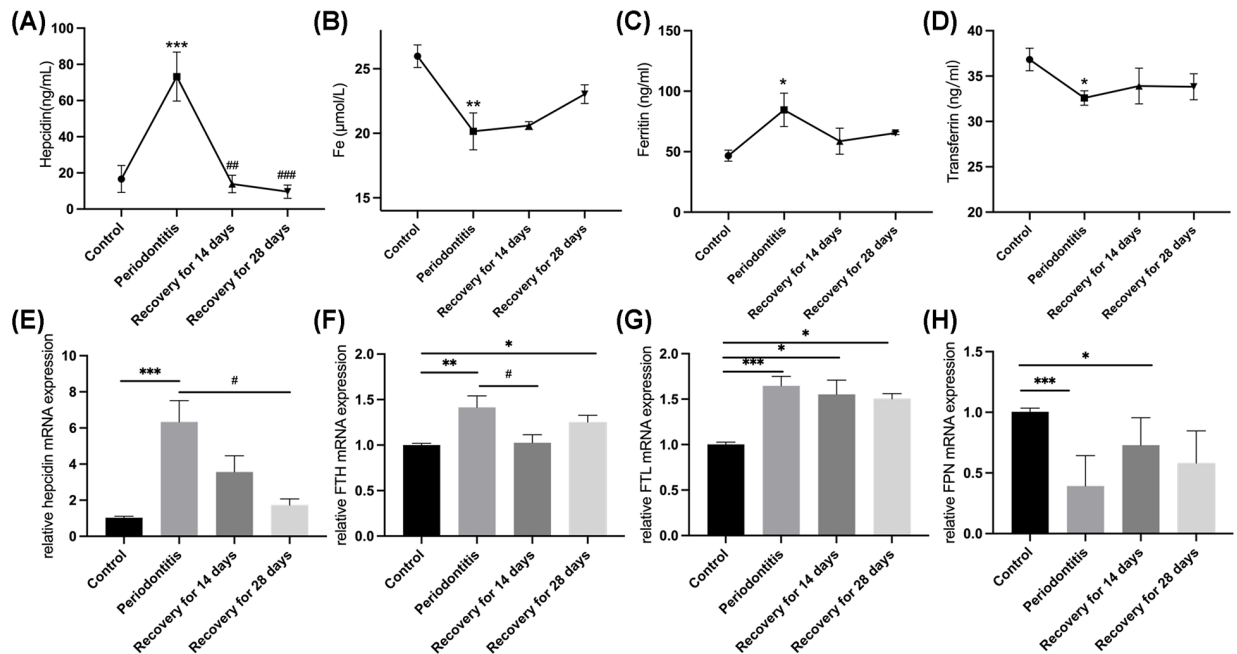 (A)
Hepcidin(ng/mL)
100
80
60
40
20
0
***
##
###
Control
Periodontitis
Recovery for 14 days
Recovery for 28 days
(B)
Fe (μmol/L)
25
20
15
**
Control
Periodontitis
Recovery for 14 days
Recovery for 28 days
(C)
Ferritin (ng/ml)
150
100
50
0
*
Control
Periodontitis
Recovery for 14 days
Recovery for 28 days
(D)
Transferrin (ng/ml)
40
35
30
25
20
*
Control
Periodontitis
Recovery for 14 days
Recovery for 28 days
(E)
relative hepcidin mRNA expression
10
8
6
4
2
0
***
#
Control
Periodontitis
Recovery for 14 days
Recovery for 28 days
(F)
relative FTH mRNA expression
2.0
1.5
1.0
0.5
0.0
*
**
#
Control
Periodontitis
Recovery for 14 days
Recovery for 28 days
(G)
relative FTL mRNA expression
2.0
1.5
1.0
0.5
0.0
*
*
***
Control
Periodontitis
Recovery for 14 days
Recovery for 28 days
(H)
relative FPN mRNA expression
1.5
1.0
0.5
0.0
*
***
Control
Periodontitis
Recovery for 14 days
Recovery for 28 days